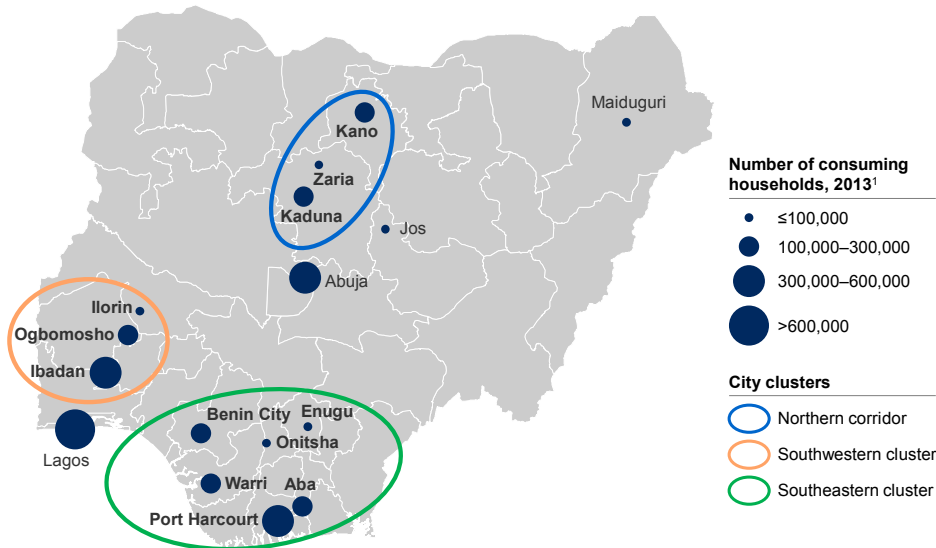 Maiduguri
Kano
Zaria
Kaduna
Jos
Abuja
Ilorin
Ogbomosho
Ibadan
Lagos
Benin City
Enugu
Onitsha
Warri
Aba
Port Harcourt
Number of consuming
households, 2013¹
≤100,000
100,000–300,000
300,000–600,000
>600,000
City clusters
Northern corridor
Southwestern cluster
Southeastern cluster